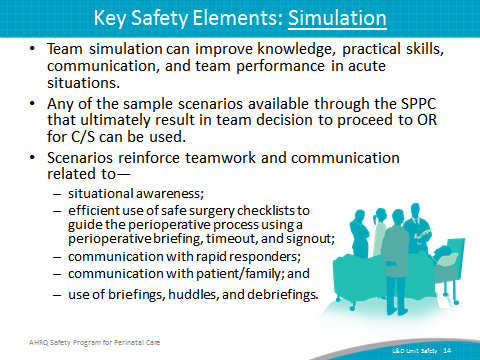 Key Safety Elements: Simulation
• Team simulation can improve knowledge, practical skills,
communication, and team performance in acute
situations.
• Any of the sample scenarios available through the SPPC
that ultimately result in team decision to proceed to OR
for C/S can be used.
• Scenarios reinforce teamwork and communication
related to—
– situational awareness;
– efficient use of safe surgery checklists to
guide the perioperative process using a
perioperative briefing, timeout, and signout;
– communication with rapid responders;
– communication with patient/family; and
– use of briefings, huddles, and debriefings.
AHRQ Safety Program for Perinatal Care
L&D Unit Safety 14